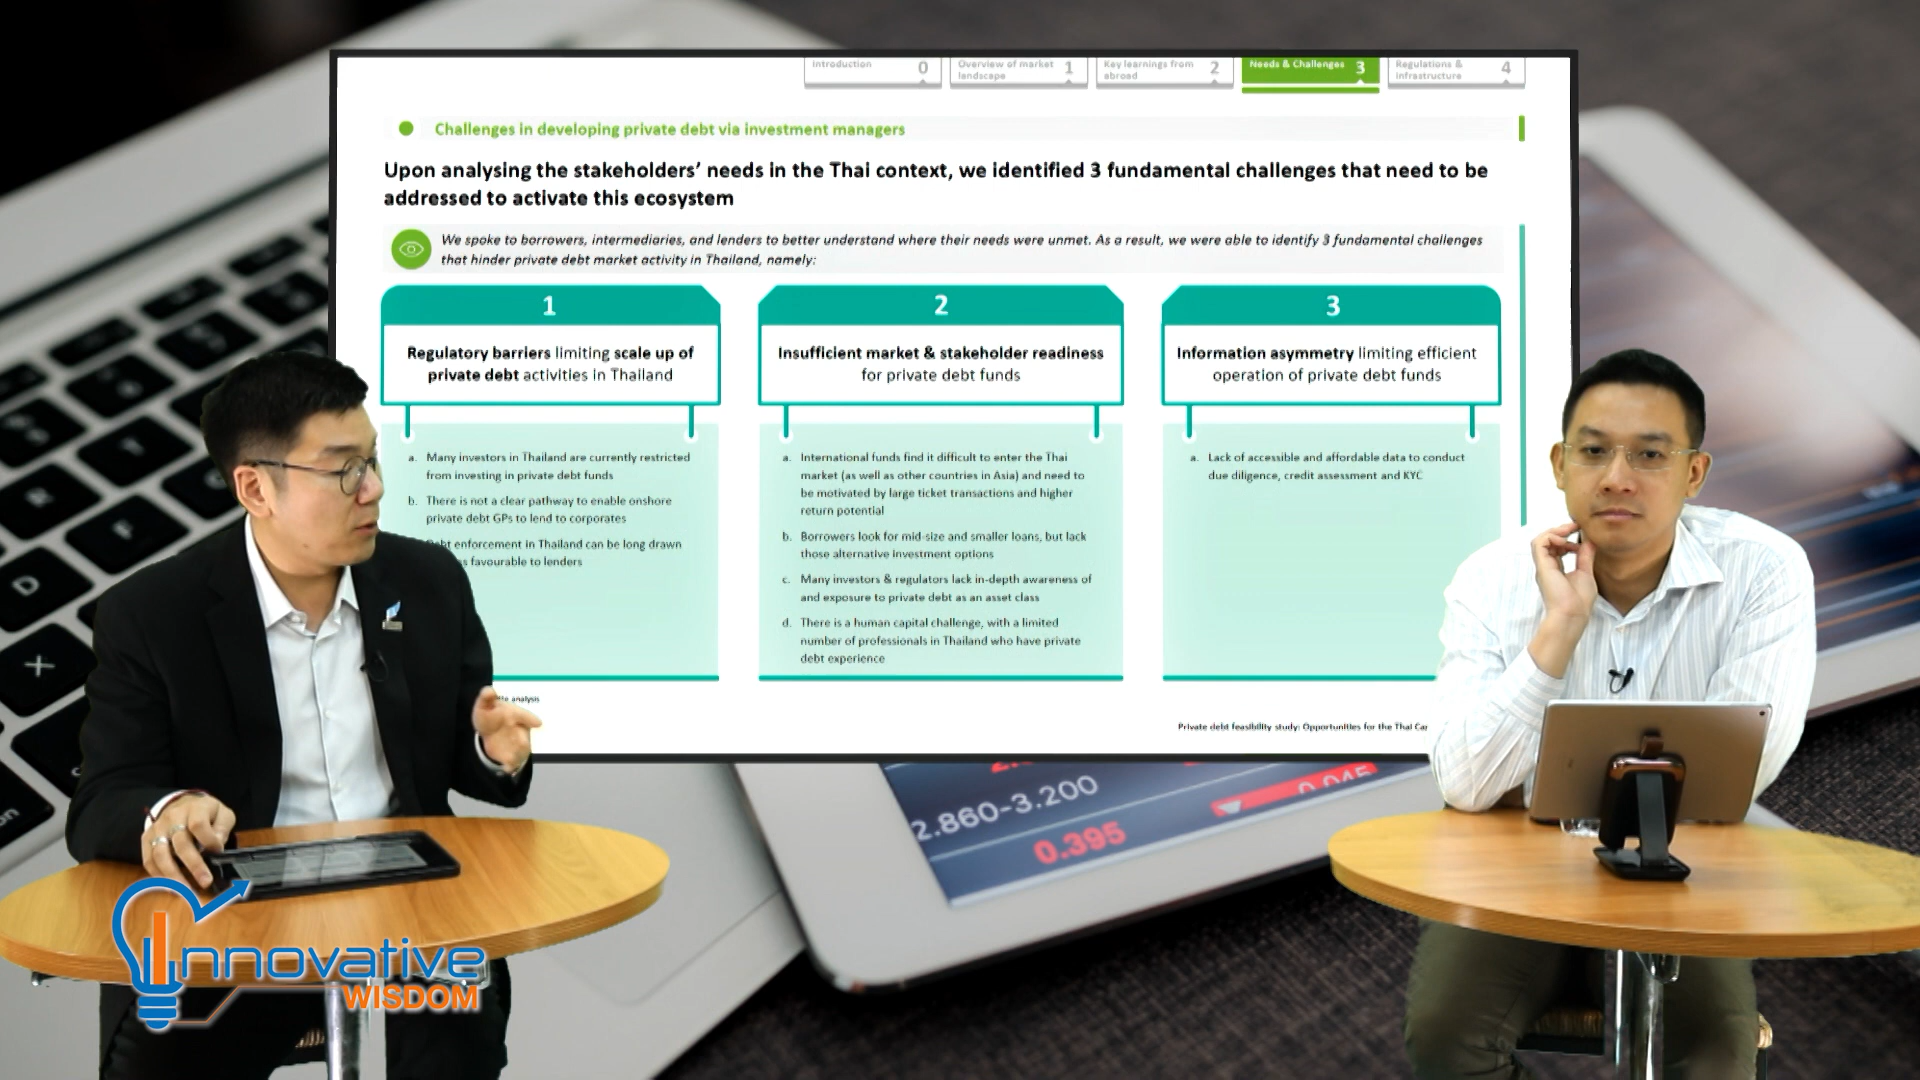 Introduction 0
Overview of market landscape 1
Key learnings from abroad 2
Needs & Challenges 3
Regulations & infrastructure 4
Challenges in developing private debt via investment managers
Upon analysing the stakeholders' needs in the Thai context, we identified 3 fundamental challenges that need to be
addressed to activate this ecosystem
We spoke to borrowers, intermediaries, and lenders to better understand where their needs were unmet. As a result, we were able to identify 3 fundamental challenges
that hinder private debt market activity in Thailand, namely:
1
Regulatory barriers limiting scale up of
private debt activities in Thailand
a. Many investors in Thailand are currently restricted
from investing in private debt funds
b. There is not a clear pathway to enable onshore
private debt GPs to lend to corporates
enforcement in Thailand can be long drawn
favourable to lenders
2
Insufficient market & stakeholder readiness
for private debt funds
a. International funds find it difficult to enter the Thai
market (as well as other countries in Asia) and need to
be motivated by large ticket transactions and higher
return potential
b. Borrowers look for mid-size and smaller loans, but lack
those alternative investment options
c. Many investors & regulators lack in-depth awareness of
and exposure to private debt as an asset class
d. There is a human capital challenge, with a limited
number of professionals in Thailand who have private
debt experience
3
Information asymmetry limiting efficient
operation of private debt funds
a. Lack of accessible and affordable data to conduct
due diligence, credit assessment and KYC
analysis
Private debt feasibility study: Opportunities for the Thai
2.860-3.200
0.395
0.045
R
F
D
X
Innovative
WISDOM